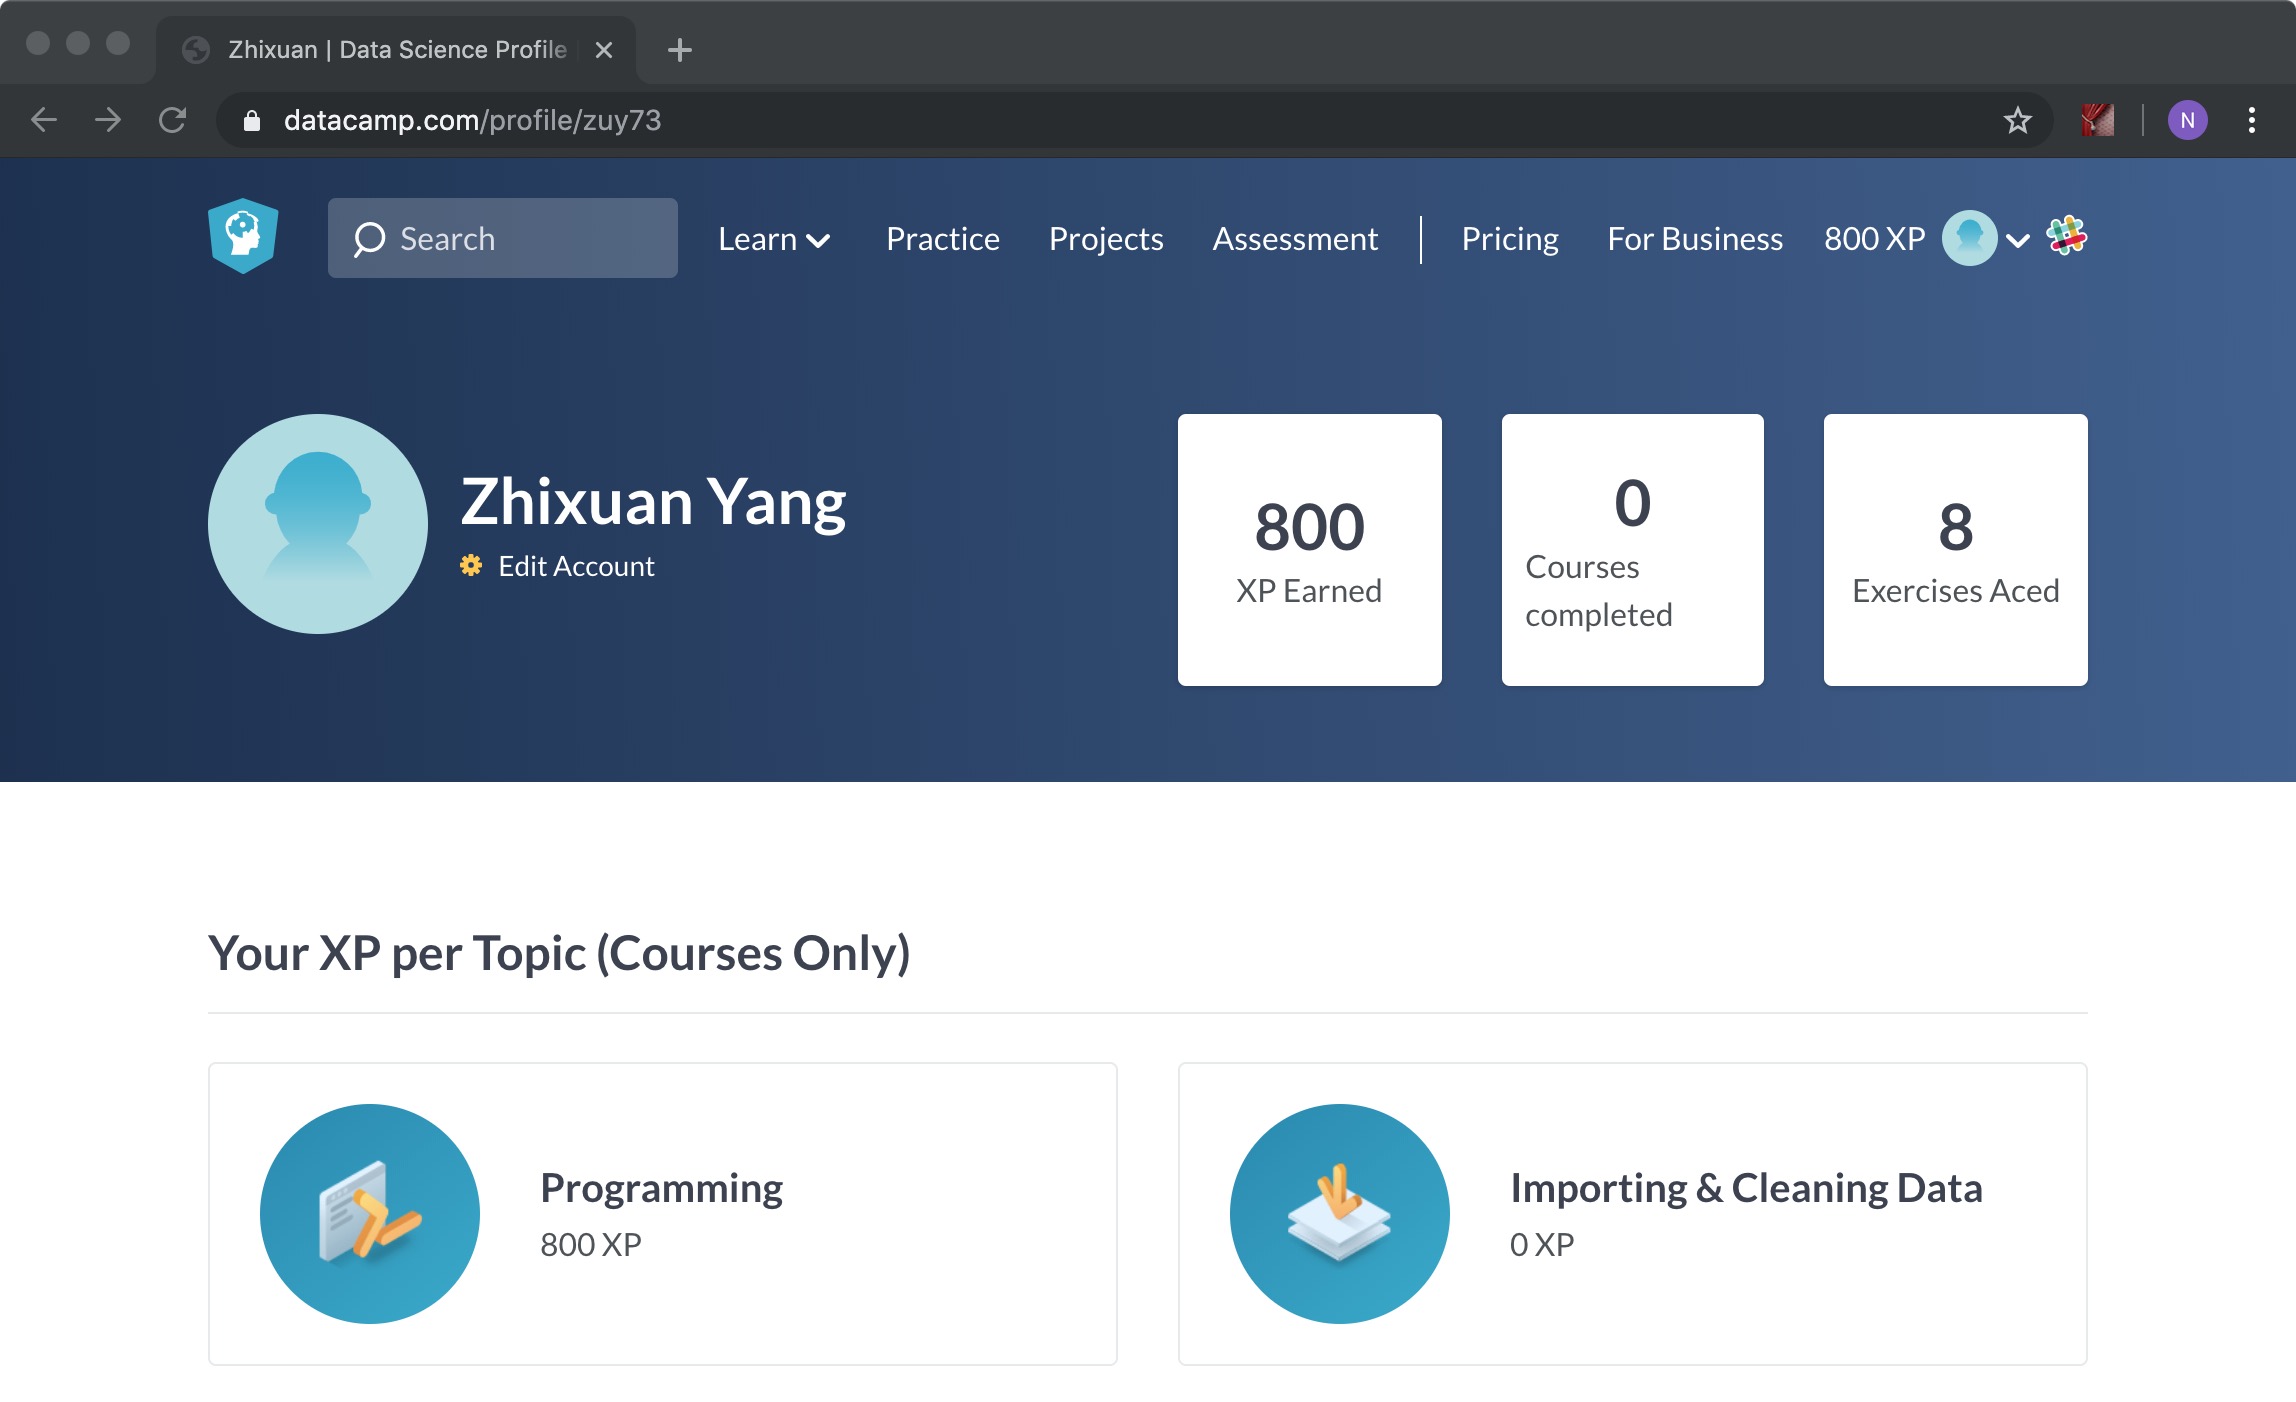 Zhixuan | Data Science Profile
datacamp.com/profile/zuy73
N
Search
Learn
Practice
Projects
Assessment
Pricing
For Business
800 XP
Zhixuan Yang
Edit Account
800
XP Earned
0
Courses
completed
8
Exercises Aced
Your XP per Topic (Courses Only)
Programming
800 XP
Importing & Cleaning Data
0 XP